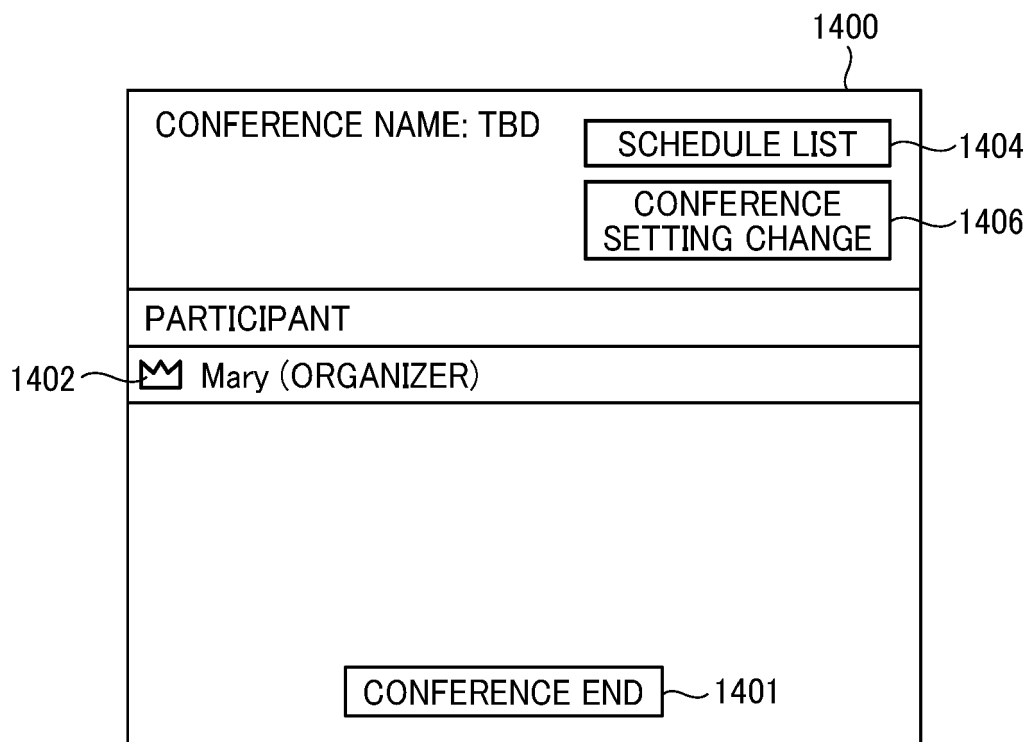 1400
CONFERENCE NAME: TBD
SCHEDULE LIST
1404
CONFERENCE
SETTING CHANGE
1406
PARTICIPANT
1402
Mary (ORGANIZER)
CONFERENCE END
1401